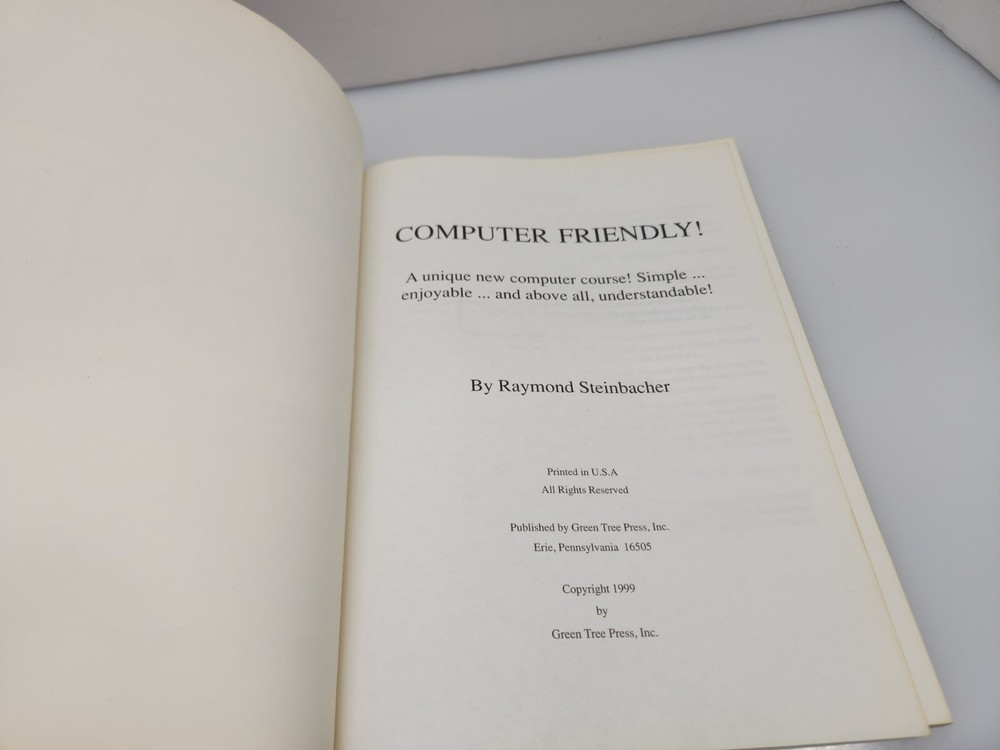 COMPUTER FRIENDLY!
A unique new computer course! Simple ...
enjoyable ... and above all, understandable!
By Raymond Steinbacher
Printed in U.S.A
All Rights Reserved
Published by Green Tree Press, Inc.
Erie, Pennsylvania 16505
Copyright 1999
by
Green Tree Press, Inc.